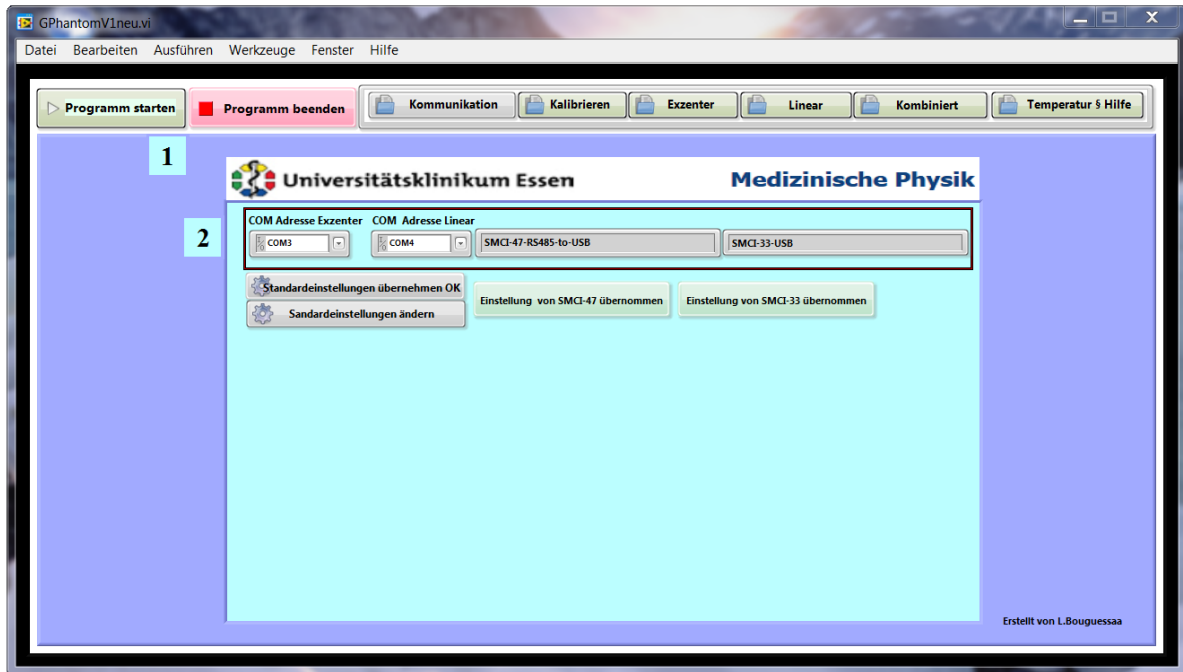 GPhantomV1neu.vi
Datei Bearbeiten Ausführen Werkzeuge Fenster Hilfe
Programm starten Programm beenden Kommunikation Kalibrieren Exzenter Linear Kombiniert Temperatur § Hilfe
1
Universitätsklinikum Essen Medizinische Physik
COM Adresse Exzenter COM Adresse Linear
2
COM3 COM4 SMCI-47-RS485-to-USB SMCI-33-USB
Standardeinstellungen übernehmen OK
Einstellung von SMCI-47 übernommen Einstellung von SMCI-33 übernommen
Sandardeinstellungen ändern
Erstellt von L.Bouguessaa